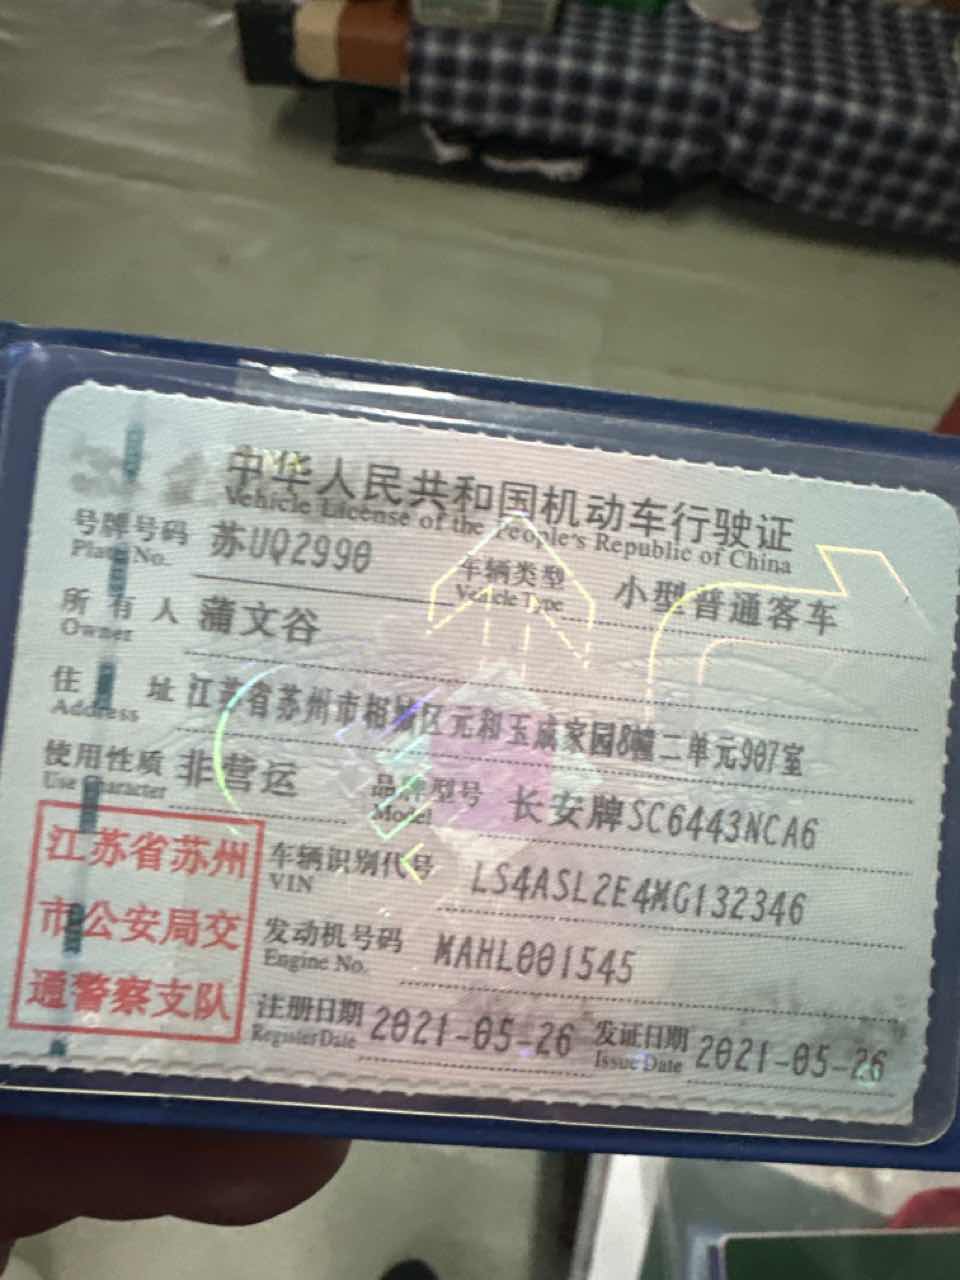 中华人民共和国机动车行驶证
Vehicle License of the People's Republic of China
号牌号码 苏UQ2990 车辆类型 小型普通客车
Plate No. Vehicle Type
所有人 蒲文谷
Owner
住址 江苏省苏州市相城区元和玉成家园8幢二单元907室
Address
使用性质 非营运 品牌型号 长安牌SC6443NCA6
Use Character Model
江苏省苏州
市公安局交
通警察支队
车辆识别代号 LS4ASL2E4MG132346
VIN
发动机号码 MAHL001545
Engine No.
注册日期 2021-05-26 发证日期 2021-05-26
Register Date Issue Date